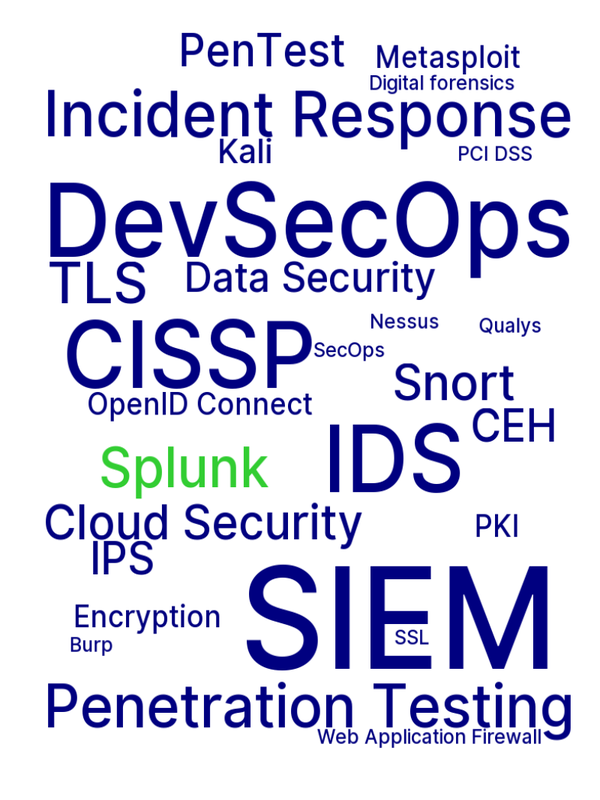 PenTest
Metasploit
Digital forensics
Incident Response
Kali
PCI DSS
DevSecOps
TLS
Data Security
Nessus
Qualys
CISSP
SecOps
Snort
OpenID Connect
CEH
IDS
Splunk
Cloud Security
PKI
IPS
SIEM
Encryption
SSL
Burp
Penetration Testing
Web Application Firewall